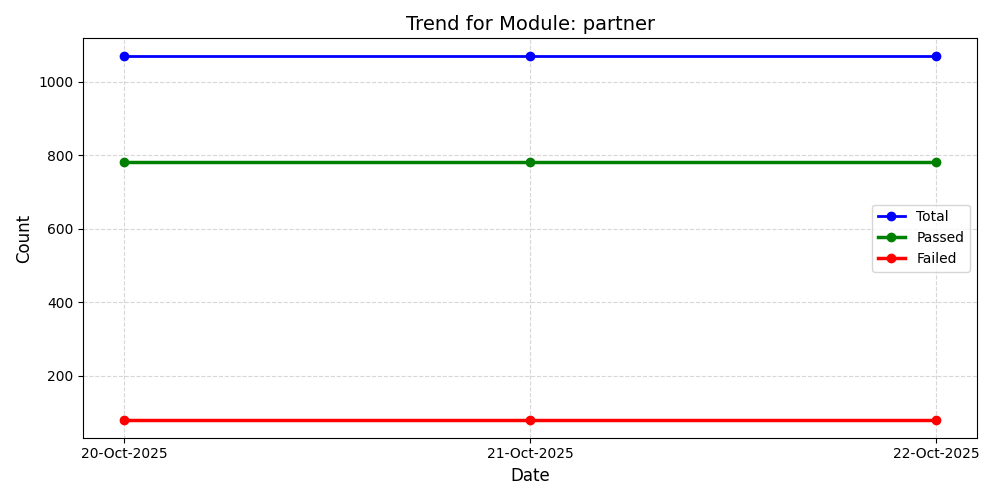 Trend for Module: partner
1000
800
600
400
200
Count
Total
Passed
Failed
20-Oct-2025
21-Oct-2025
22-Oct-2025
Date